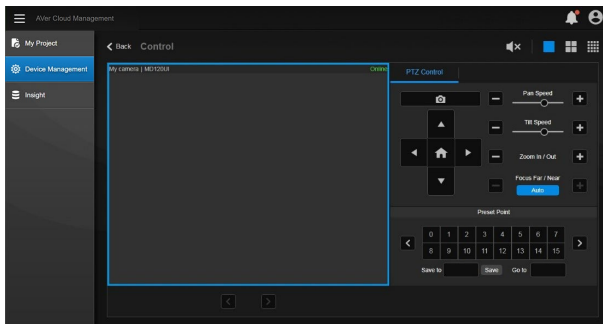 AVer Cloud Management
My Project
Device Management
Insight
Back Control
My camera | MD120UI Online
PTZ Control
Pan Speed
Tilt Speed
Zoom In / Out
Focus Far / Near
Auto
Preset Point
0 1 2 3 4 5 6 7
8 9 10 11 12 13 14 15
Save to Save Go to